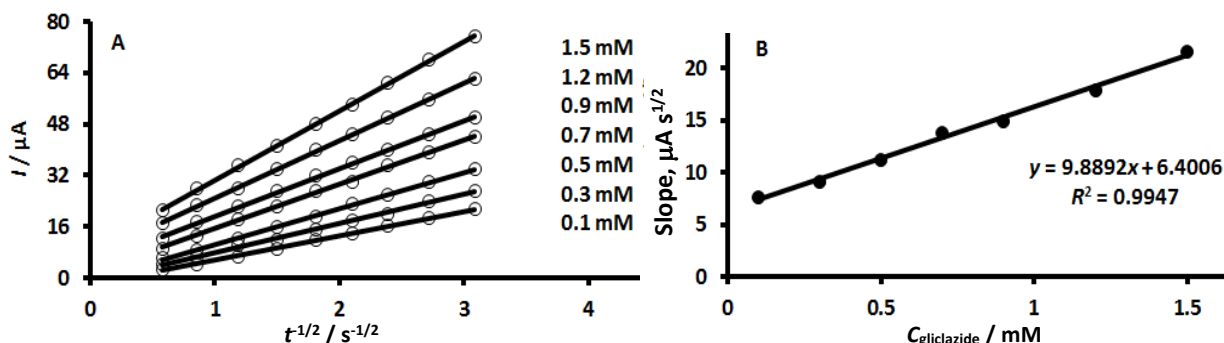 A
80
64
48
32
16
0
I / µA
1.5 mM
1.2 mM
0.9 mM
0.7 mM
0.5 mM
0.3 mM
0.1 mM
0 1 2 3 4
t-1/2 / s-1/2
B
20
15
10
5
0
Slope, µA s1/2
y = 9.8892x + 6.4006
R² = 0.9947
0 0.5 1 1.5
Cgliclazide / mM